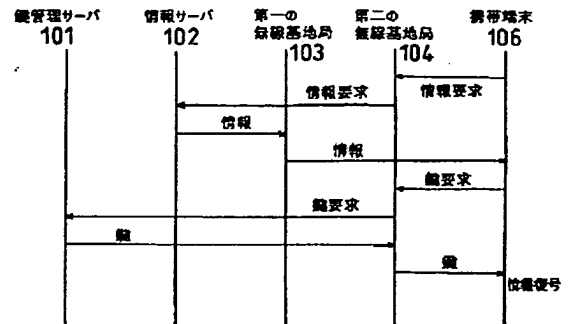 鍵管理サーバ
101
情報サーバ
102
第一の
無線基地局
103
第二の
無線基地局
104
携帯端末
106
情報要求
情報要求
情報
情報
鍵要求
鍵要求
鍵
鍵
情報復号